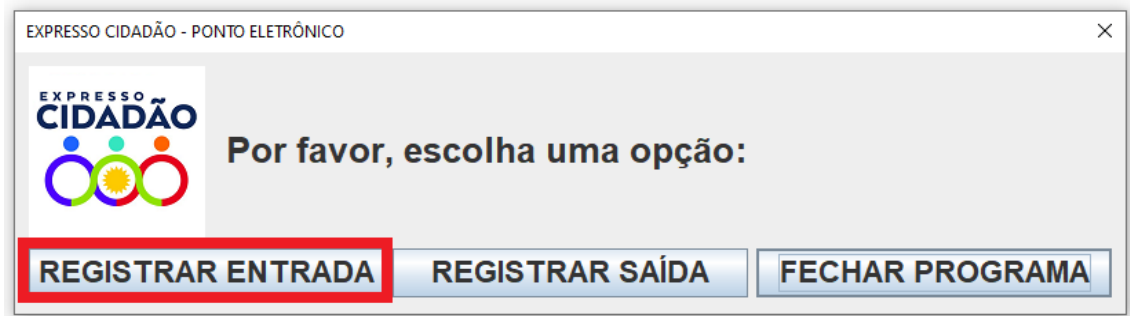 EXPRESSO CIDADÃO - PONTO ELETRÔNICO
EXPRESSO
CIDADÃO
Por favor, escolha uma opção:
REGISTRAR ENTRADA REGISTRAR SAÍDA FECHAR PROGRAMA